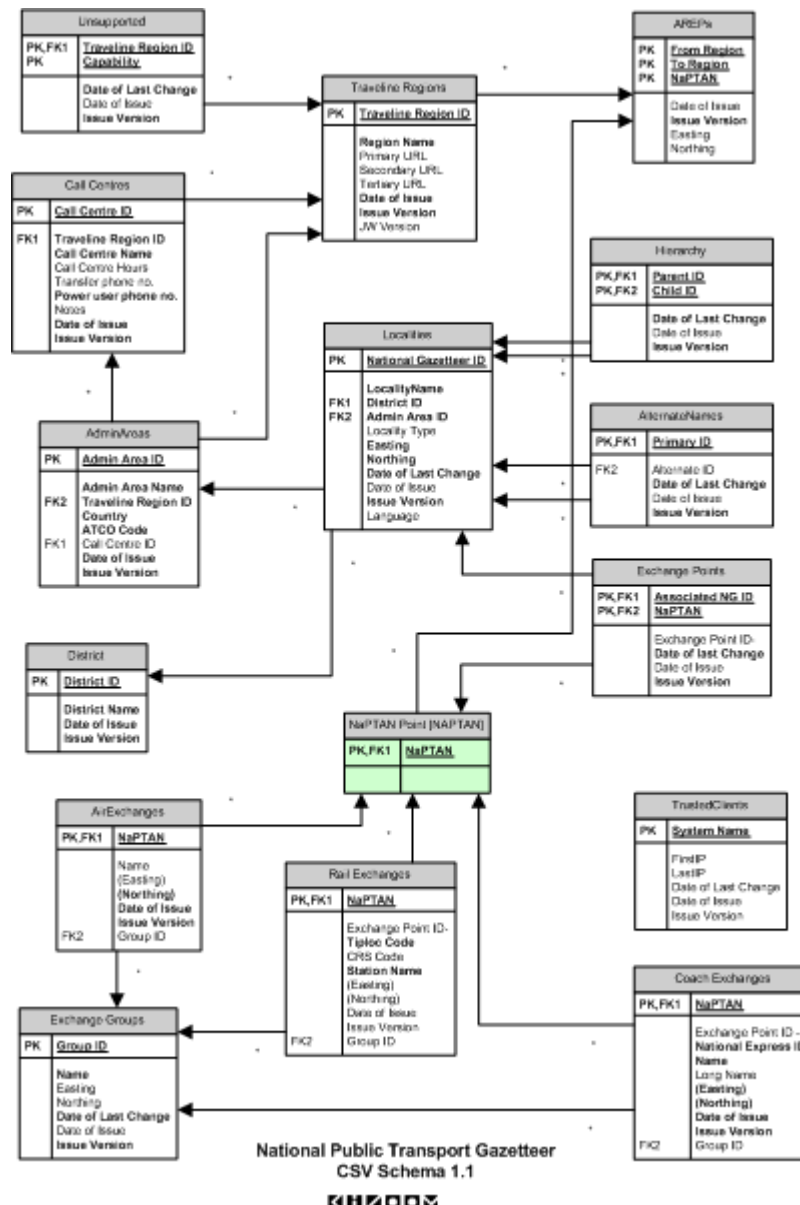 Unsupported
PK,FK1 Traveline Region ID
PK Capability
Date of Last Change
Date of Issue
Issue Version
AREPs
PK From Region
PK To Region
PK NaPTAN
Date of Issue
Issue Version
Easting
Northing
Traveline Regions
PK Traveline Region ID
Region Name
Primary URL
Secondary URL
Tertiary URL
Date of Issue
Issue Version
JW Version
Call Centres
PK Call Centre ID
FK1 Traveline Region ID
Call Centre Name
Call Centre Hours
Transfer phone no.
Power user phone no.
Notes
Date of Issue
Issue Version
Hierarchy
PK,FK1 Parent ID
PK,FK2 Child ID
Date of Last Change
Date of Issue
Issue Version
Localities
PK National Gazetteer ID
LocalityName
FK1 District ID
FK2 Admin Area ID
Locality Type
Easting
Northing
Date of Last Change
Date of Issue
Issue Version
Language
AlternateNames
PK,FK1 Primary ID
FK2 Alternate ID
Date of Last Change
Date of Issue
Issue Version
AdminAreas
PK Admin Area ID
Admin Area Name
FK2 Traveline Region ID
Country
ATCO Code
FK1 Call Centre ID
Date of Issue
Issue Version
Exchange Points
PK,FK1 Associated NG ID
PK,FK2 NaPTAN
Exchange Point ID-
Date of last Change
Date of Issue
Issue Version
District
PK District ID
District Name
Date of Issue
Issue Version
NaPTAN Point [NAPTAN]
PK,FK1 NaPTAN
AirExchanges
PK,FK1 NaPTAN
Name
(Easting)
(Northing)
Date of Issue
Issue Version
FK2 Group ID
TrustedClients
PK System Name
FirstIP
LastIP
Date of Last Change
Date of Issue
Issue Version
Rail Exchanges
PK,FK1 NaPTAN
Exchange Point ID-
Tiploc Code
CRS Code
Station Name
(Easting)
(Northing)
Date of Issue
Issue Version
FK2 Group ID
Coach Exchanges
PK,FK1 NaPTAN
Exchange Point ID -
National Express ID
Name
Long Name
(Easting)
(Northing)
Date of Issue
Issue Version
FK2 Group ID
Exchange Groups
PK Group ID
Name
Easting
Northing
Date of Last Change
Date of Issue
Issue Version
National Public Transport Gazetteer
CSV Schema 1.1